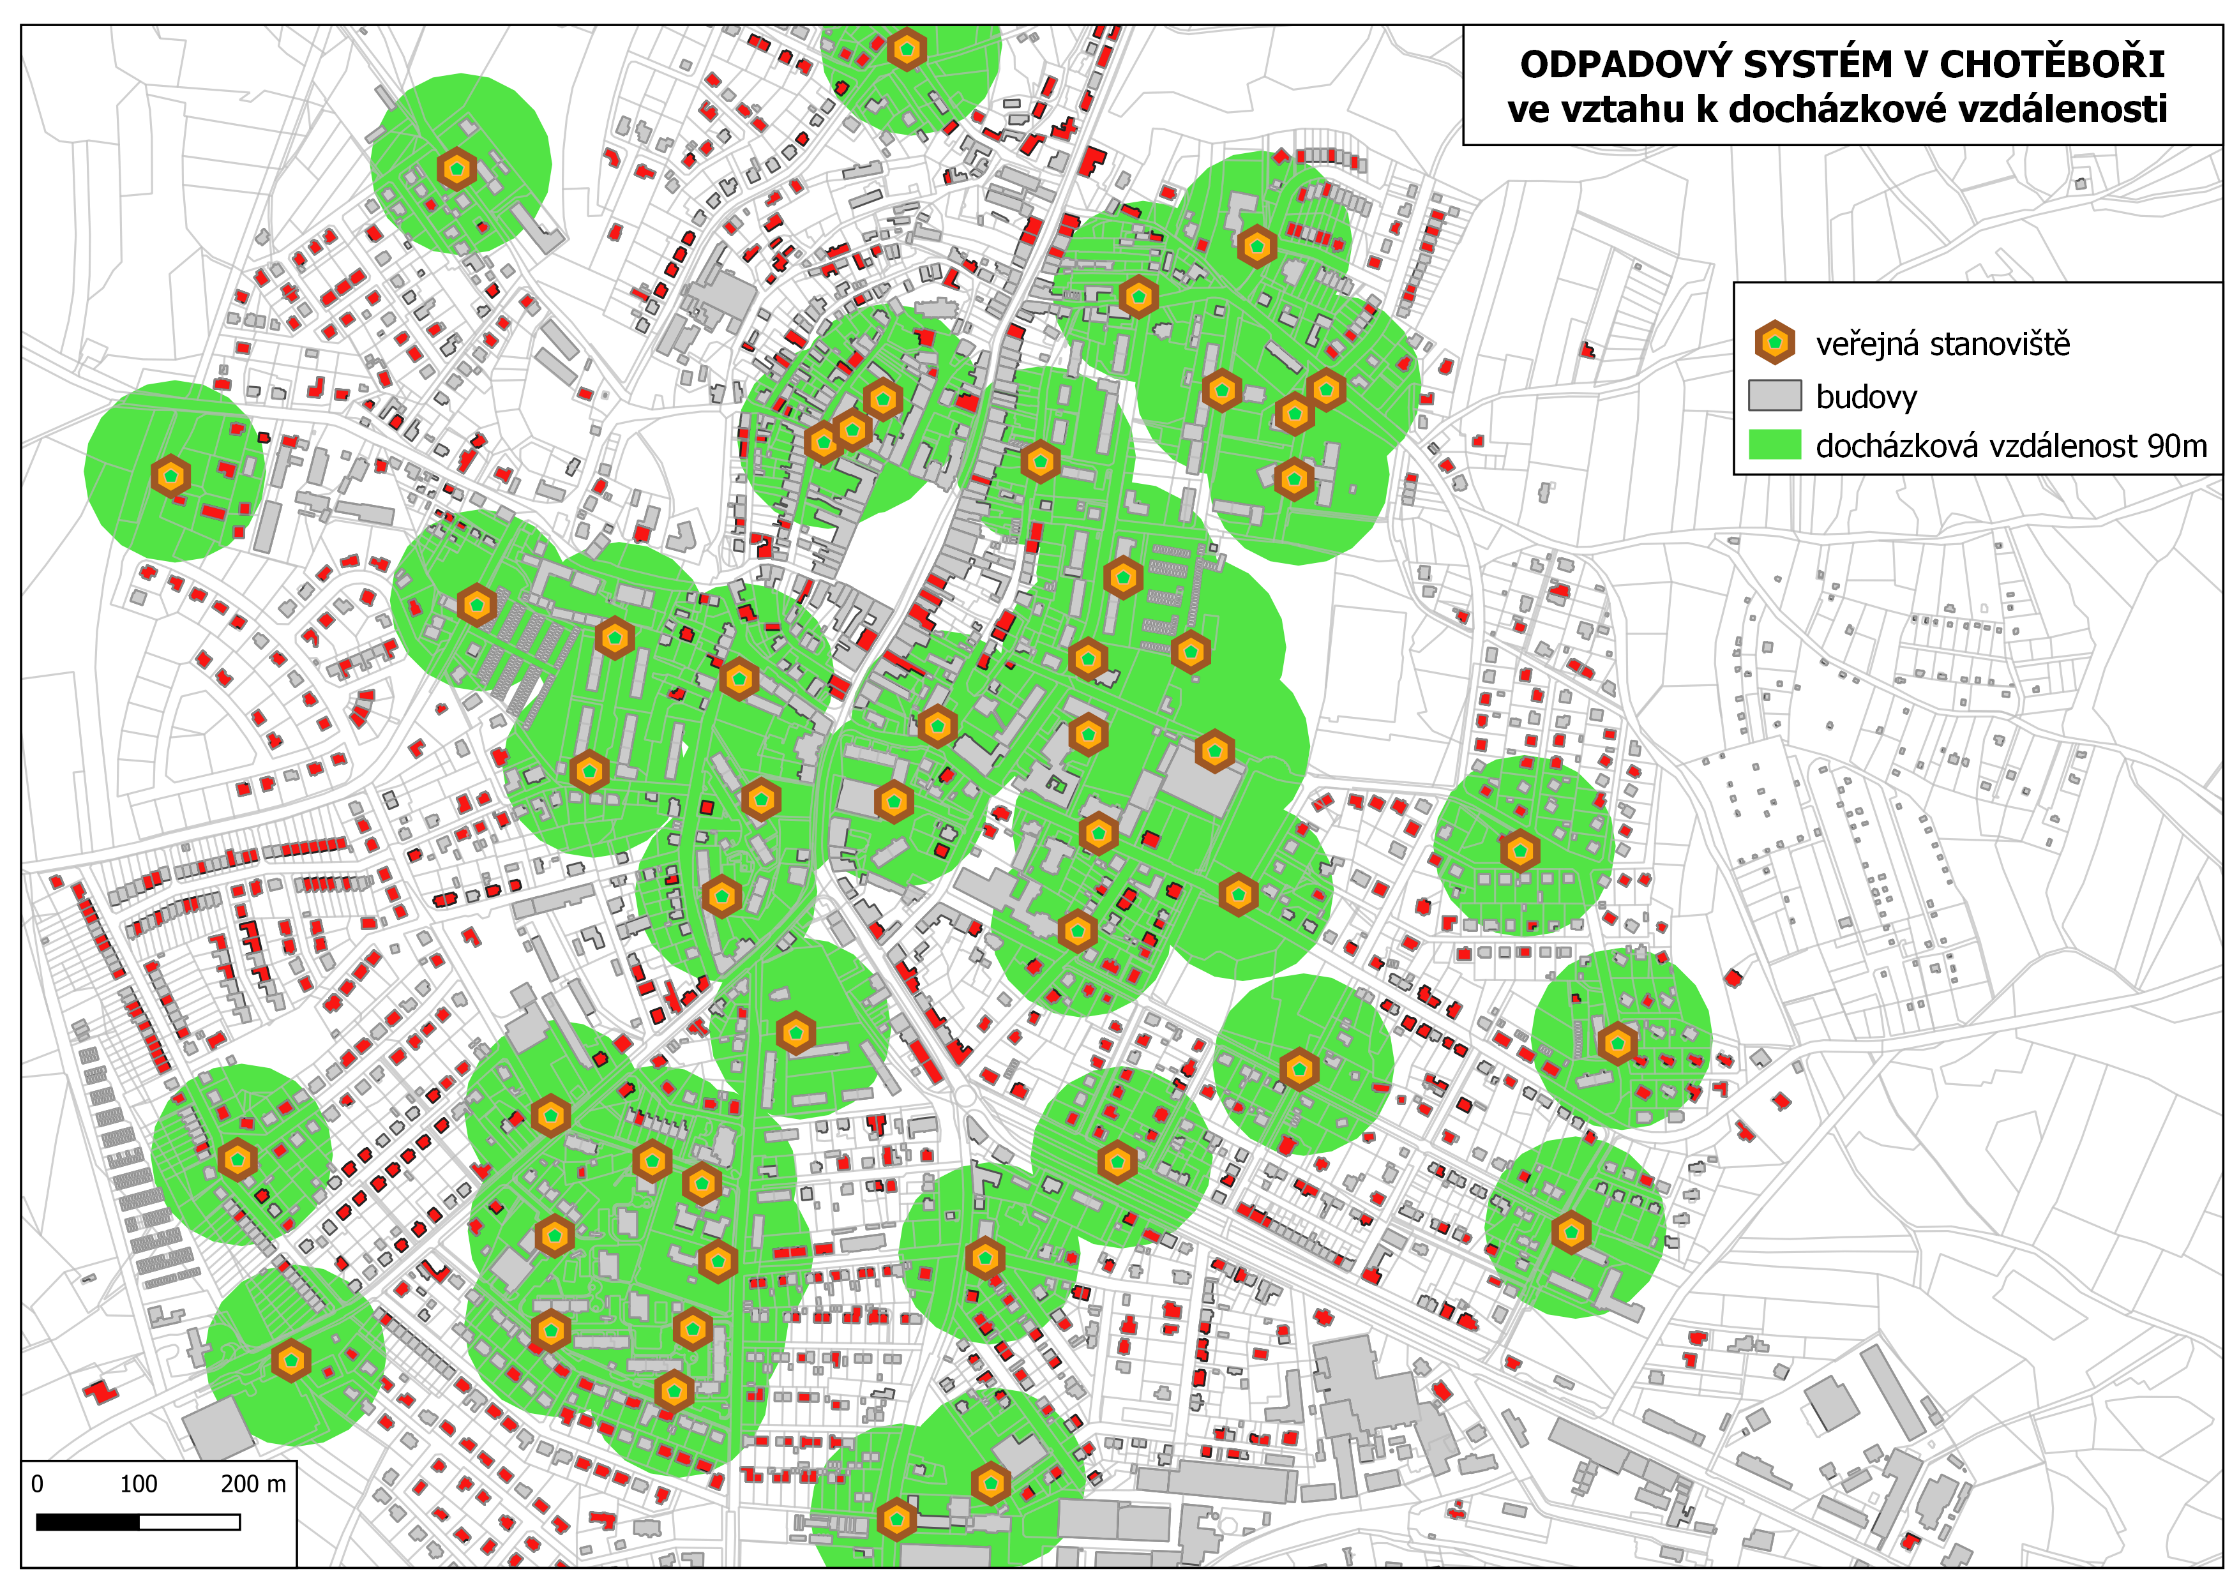 ODPADOVÝ SYSTÉM V CHOTĚBOŘI
ve vztahu k docházkové vzdálenosti
veřejná stanoviště
budovy
docházková vzdálenost 90m
0 100 200 m